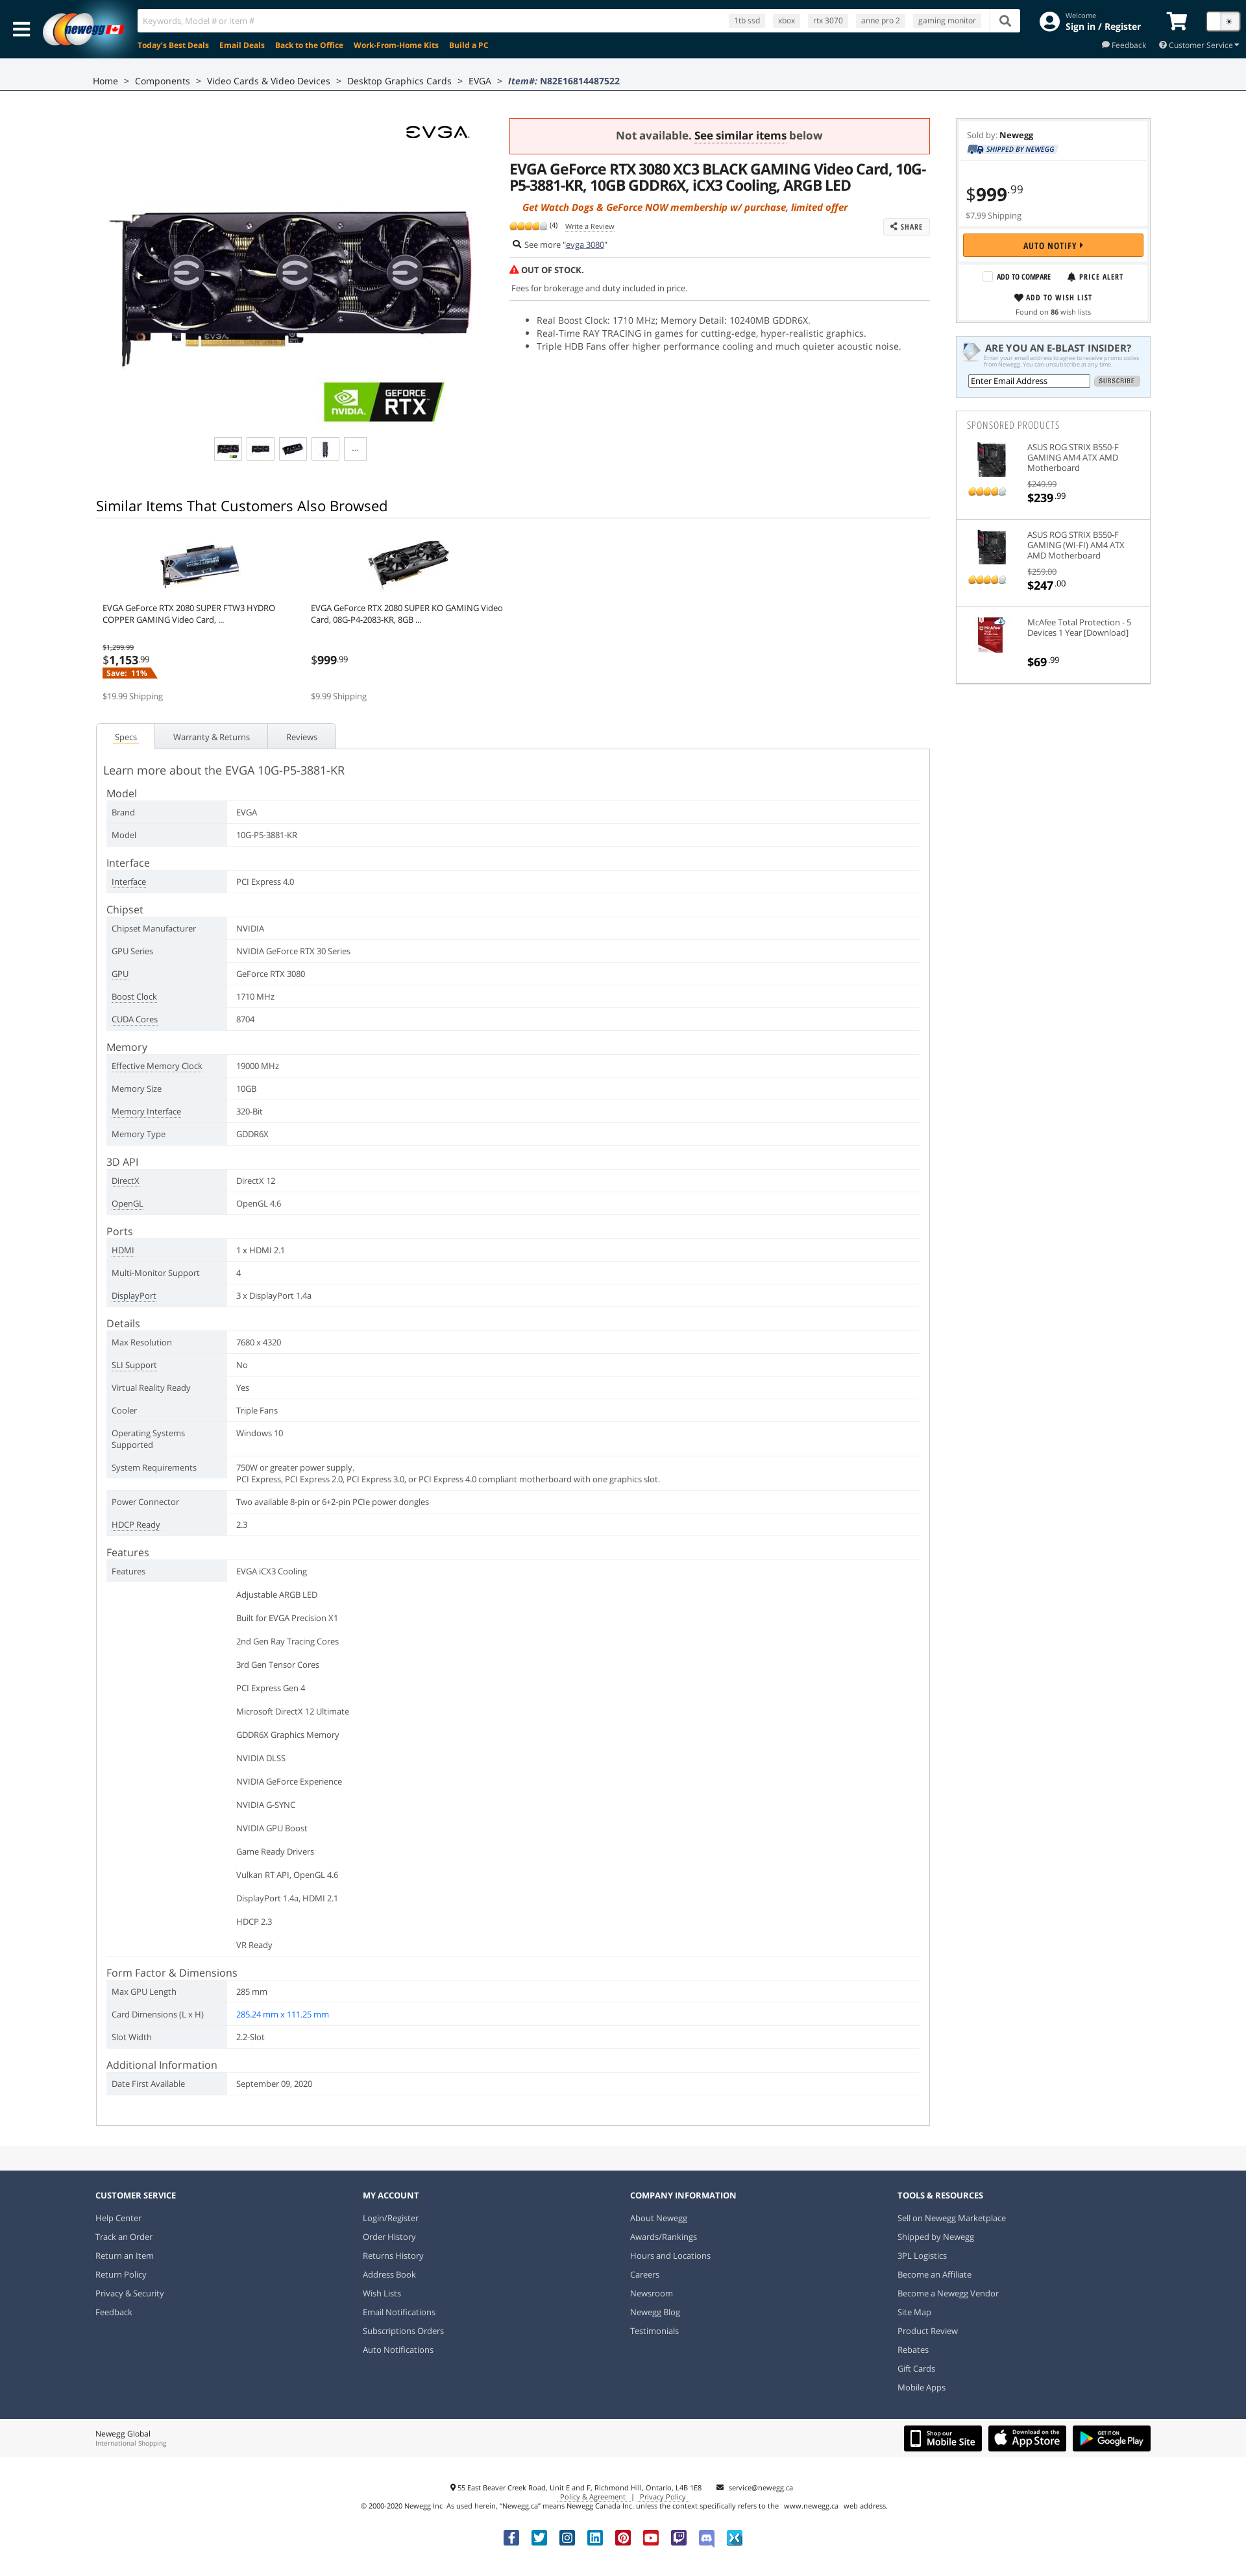 newegg
Keywords, Model # or Item #
1tb ssd xbox rtx 3070 anne pro 2 gaming monitor
Welcome
Sign in / Register
Today's Best Deals Email Deals Back to the Office Work-From-Home Kits Build a PC
Feedback Customer Service
Home > Components > Video Cards & Video Devices > Desktop Graphics Cards > EVGA > Item#: N82E16814487522
EVGA
NVIDIA. GEFORCE RTX
...
Not available. See similar items below
EVGA GeForce RTX 3080 XC3 BLACK GAMING Video Card, 10G-
P5-3881-KR, 10GB GDDR6X, iCX3 Cooling, ARGB LED
Get Watch Dogs & GeForce NOW membership w/ purchase, limited offer
(4) Write a Review
SHARE
See more "evga 3080"
OUT OF STOCK.
Fees for brokerage and duty included in price.
Real Boost Clock: 1710 MHz; Memory Detail: 10240MB GDDR6X.
Real-Time RAY TRACING in games for cutting-edge, hyper-realistic graphics.
Triple HDB Fans offer higher performance cooling and much quieter acoustic noise.
Sold by: Newegg
SHIPPED BY NEWEGG
$999.99
$7.99 Shipping
AUTO NOTIFY
ADD TO COMPARE PRICE ALERT
ADD TO WISH LIST
Found on 86 wish lists
ARE YOU AN E-BLAST INSIDER?
Enter your email address to agree to receive promo codes
from Newegg. You can unsubscribe at any time.
Enter Email Address
SUBSCRIBE
SPONSORED PRODUCTS
ASUS ROG STRIX B550-F
GAMING AM4 ATX AMD
Motherboard
$249.99
$239.99
ASUS ROG STRIX B550-F
GAMING (WI-FI) AM4 ATX
AMD Motherboard
$259.00
$247.00
McAfee Total Protection - 5
Devices 1 Year [Download]
$69.99
Similar Items That Customers Also Browsed
EVGA GeForce RTX 2080 SUPER FTW3 HYDRO
COPPER GAMING Video Card, ...
$1,299.99
$1,153.99
Save: 11%
$19.99 Shipping
EVGA GeForce RTX 2080 SUPER KO GAMING Video
Card, 08G-P4-2083-KR, 8GB ...
$999.99
$9.99 Shipping
Specs Warranty & Returns Reviews
Learn more about the EVGA 10G-P5-3881-KR
Model
Brand EVGA
Model 10G-P5-3881-KR
Interface
Interface PCI Express 4.0
Chipset
Chipset Manufacturer NVIDIA
GPU Series NVIDIA GeForce RTX 30 Series
GPU GeForce RTX 3080
Boost Clock 1710 MHz
CUDA Cores 8704
Memory
Effective Memory Clock 19000 MHz
Memory Size 10GB
Memory Interface 320-Bit
Memory Type GDDR6X
3D API
DirectX DirectX 12
OpenGL OpenGL 4.6
Ports
HDMI 1 x HDMI 2.1
Multi-Monitor Support 4
DisplayPort 3 x DisplayPort 1.4a
Details
Max Resolution 7680 x 4320
SLI Support No
Virtual Reality Ready Yes
Cooler Triple Fans
Operating Systems
Supported
Windows 10
System Requirements 750W or greater power supply.
PCI Express, PCI Express 2.0, PCI Express 3.0, or PCI Express 4.0 compliant motherboard with one graphics slot.
Power Connector Two available 8-pin or 6+2-pin PCIe power dongles
HDCP Ready 2.3
Features
Features EVGA iCX3 Cooling
Adjustable ARGB LED
Built for EVGA Precision X1
2nd Gen Ray Tracing Cores
3rd Gen Tensor Cores
PCI Express Gen 4
Microsoft DirectX 12 Ultimate
GDDR6X Graphics Memory
NVIDIA DLSS
NVIDIA GeForce Experience
NVIDIA G-SYNC
NVIDIA GPU Boost
Game Ready Drivers
Vulkan RT API, OpenGL 4.6
DisplayPort 1.4a, HDMI 2.1
HDCP 2.3
VR Ready
Form Factor & Dimensions
Max GPU Length 285 mm
Card Dimensions (L x H) 285.24 mm x 111.25 mm
Slot Width 2.2-Slot
Additional Information
Date First Available September 09, 2020
CUSTOMER SERVICE
Help Center
Track an Order
Return an Item
Return Policy
Privacy & Security
Feedback
MY ACCOUNT
Login/Register
Order History
Returns History
Address Book
Wish Lists
Email Notifications
Subscriptions Orders
Auto Notifications
COMPANY INFORMATION
About Newegg
Awards/Rankings
Hours and Locations
Careers
Newsroom
Newegg Blog
Testimonials
TOOLS & RESOURCES
Sell on Newegg Marketplace
Shipped by Newegg
3PL Logistics
Become an Affiliate
Become a Newegg Vendor
Site Map
Product Review
Rebates
Gift Cards
Mobile Apps
Newegg Global
International Shopping
Shop our
Mobile Site
Download on the
App Store
GET IT ON
Google Play
55 East Beaver Creek Road, Unit E and F, Richmond Hill, Ontario, L4B 1E8 service@newegg.ca
Policy & Agreement | Privacy Policy
© 2000-2020 Newegg Inc As used herein, "Newegg.ca" means Newegg Canada Inc. unless the context specifically refers to the www.newegg.ca web address.